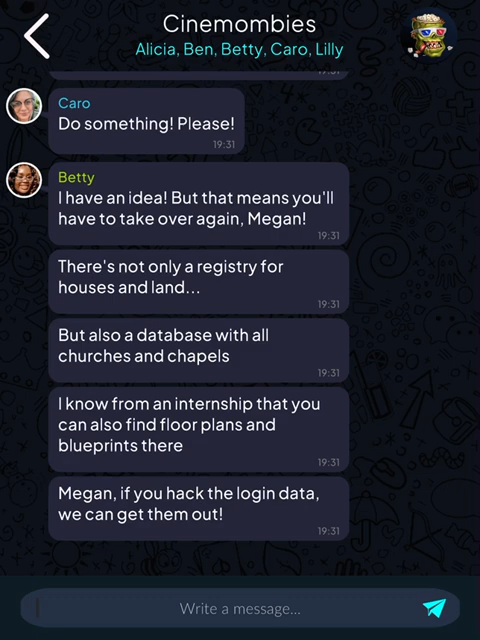 Cinemombies
Alicia, Ben, Betty, Caro, Lilly
19:31
Caro
Do something! Please!
19:31
Betty
I have an idea! But that means you'll
have to take over again, Megan!
19:31
There's not only a registry for
houses and land...
19:31
But also a database with all
churches and chapels
19:31
I know from an internship that you
can also find floor plans and
blueprints there
19:31
Megan, if you hack the login data,
we can get them out!
19:31
Write a message...